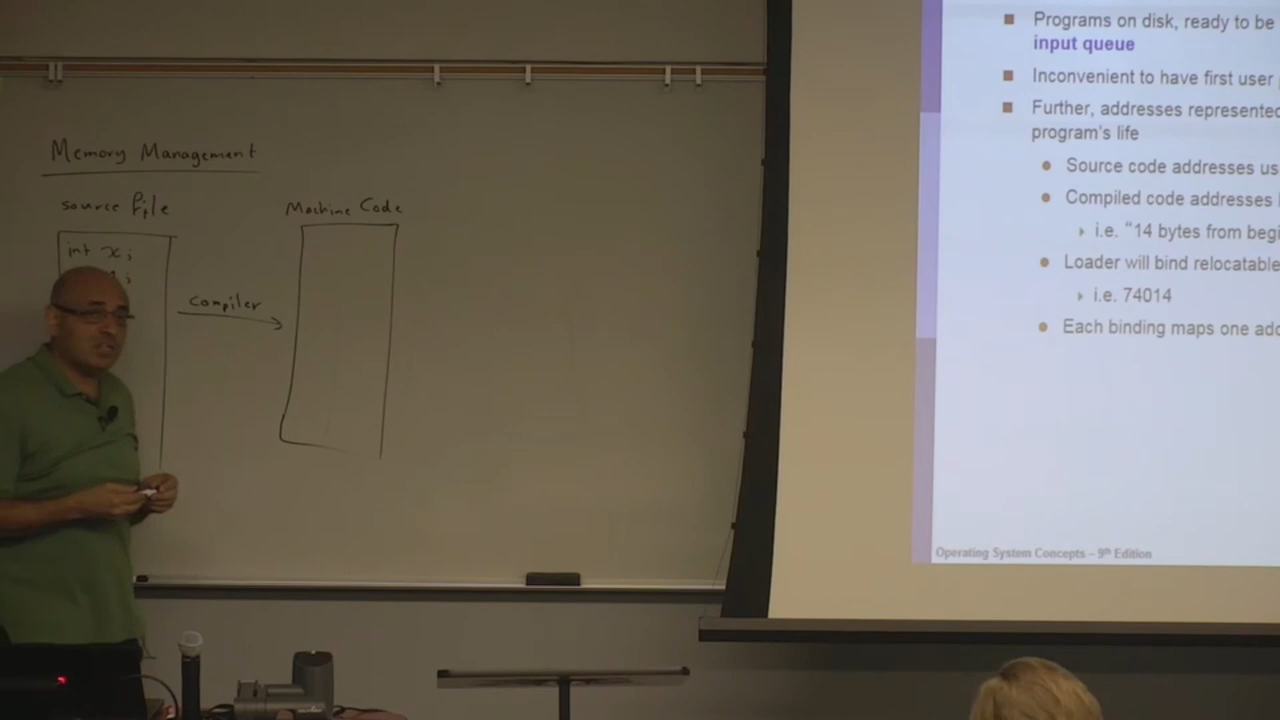 Memory Management
source file
Machine Code
int x;
Compiler
Programs on disk, ready to be
input queue
Inconvenient to have first user
Further, addresses represented
program's life
Source code addresses us
Compiled code addresses
i.e. "14 bytes from begi
Loader will bind relocatable
i.e. 74014
Each binding maps one add
Operating System Concepts – 9th Edition